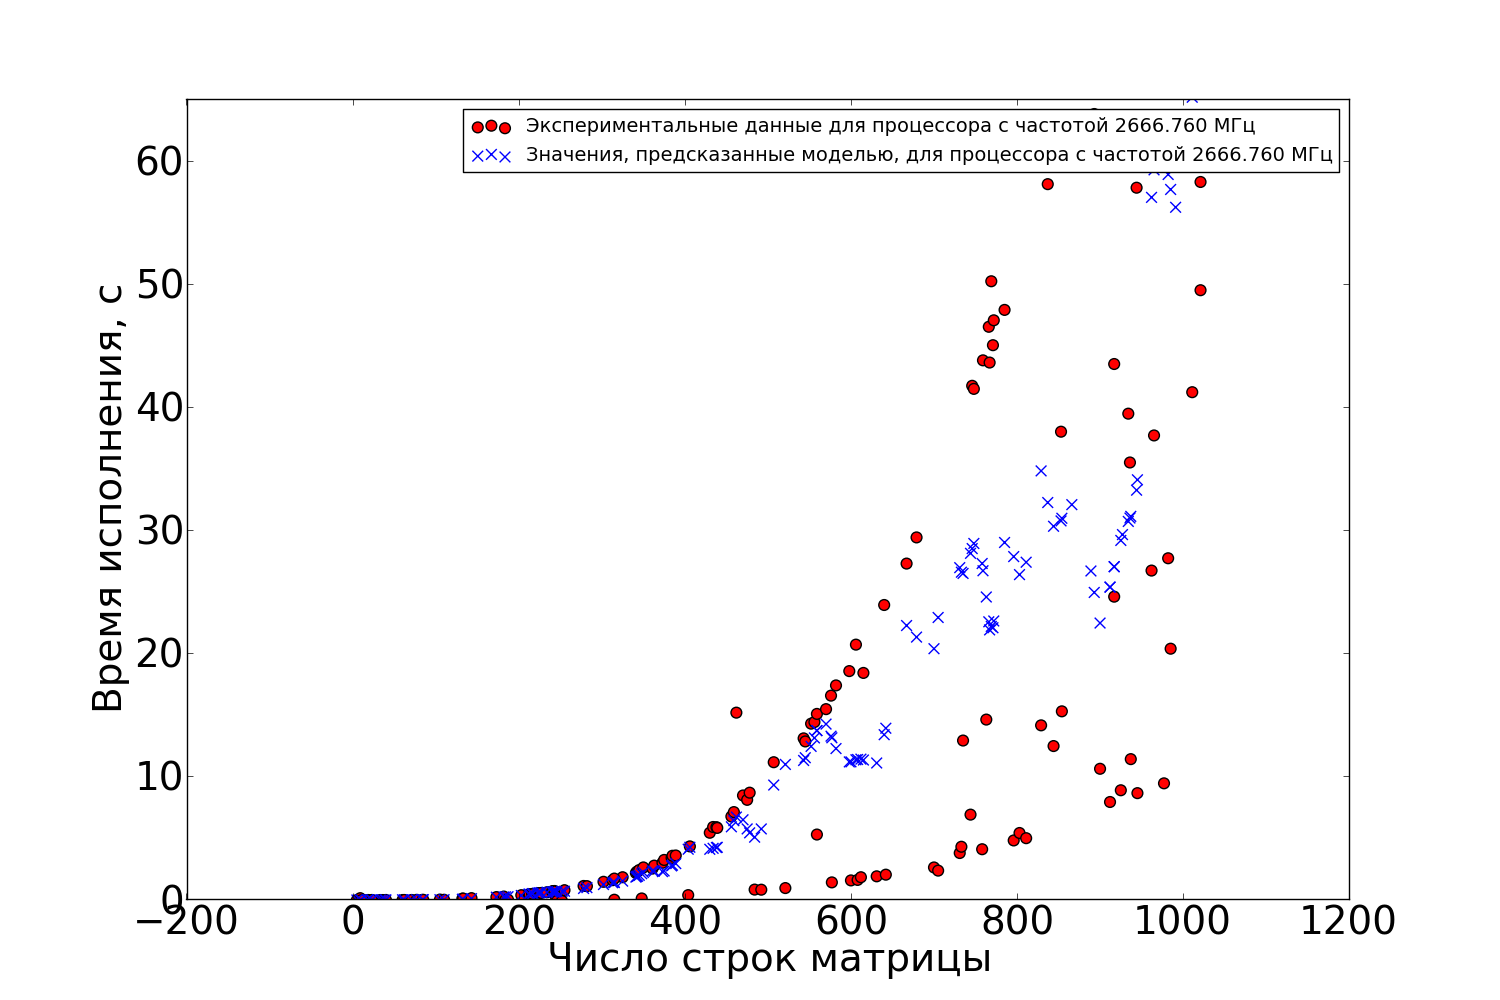 Экспериментальные данные для процессора с частотой 2666.760 МГц
Значения, предсказанные моделью, для процессора с частотой 2666.760 МГц
Время исполнения, с
60
50
40
30
20
10
0
−200 0 200 400 600 800 1000 1200
Число строк матрицы